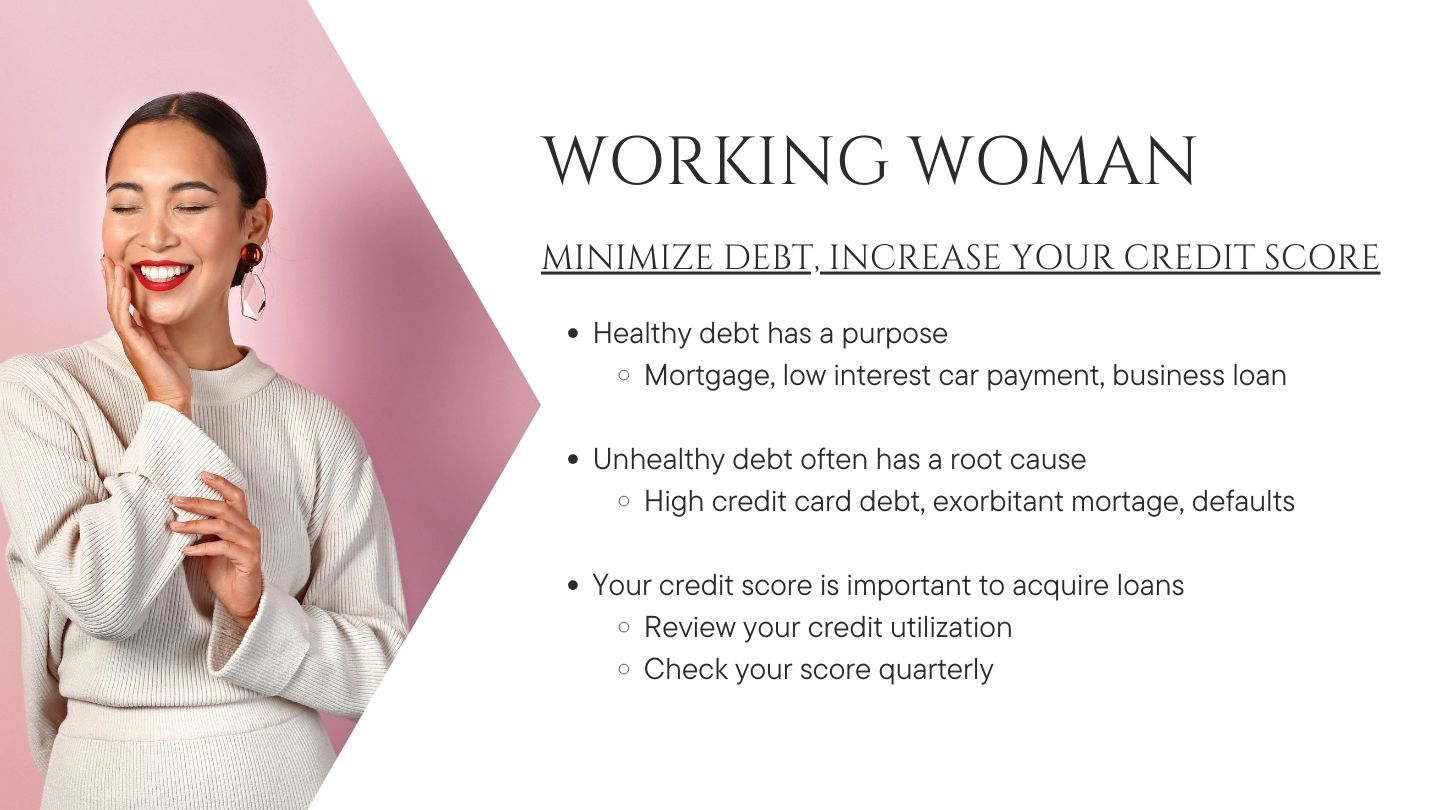 WORKING WOMAN
MINIMIZE DEBT, INCREASE YOUR CREDIT SCORE
• Healthy debt has a purpose
○ Mortgage, low interest car payment, business loan
• Unhealthy debt often has a root cause
○ High credit card debt, exorbitant mortage, defaults
• Your credit score is important to acquire loans
○ Review your credit utilization
○ Check your score quarterly